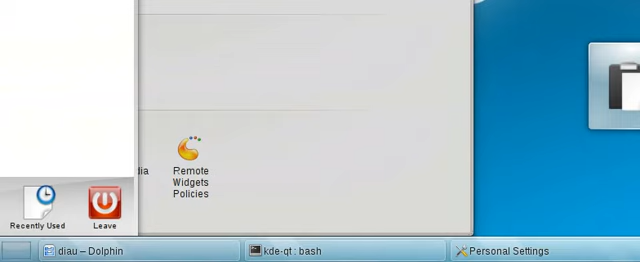 dia
Remote
Widgets
Policies
Recently Used
Leave
diau – Dolphin
kde-qt : bash
Personal Settings